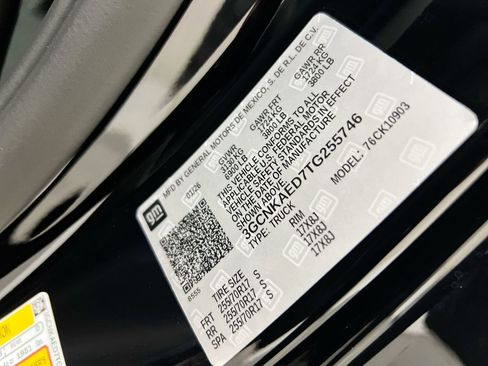 gm
MFD BY GENERAL MOTORS DE MEXICO, S. DE R.L. DE C.V.
01/26 GVWR GAWR FRT GAWR RR
3130 KG 1724 KG 1724 KG
6900 LB 3800 LB 3800 LB
THIS VEHICLE CONFORMS TO ALL
APPLICABLE U.S. FEDERAL MOTOR
VEHICLE SAFETY STANDARDS IN EFFECT
ON THE DATE OF MANUFACTURE
SHOWN ABOVE.
3GCNKAED7TG255746
TYPE: TRUCK MODEL: 76CK10903
TIRE SIZE RIM
FRT 255/70R17 S 17X8J
RR 255/70R17 S 17X8J
SPA 255/70R17 S 17X8J